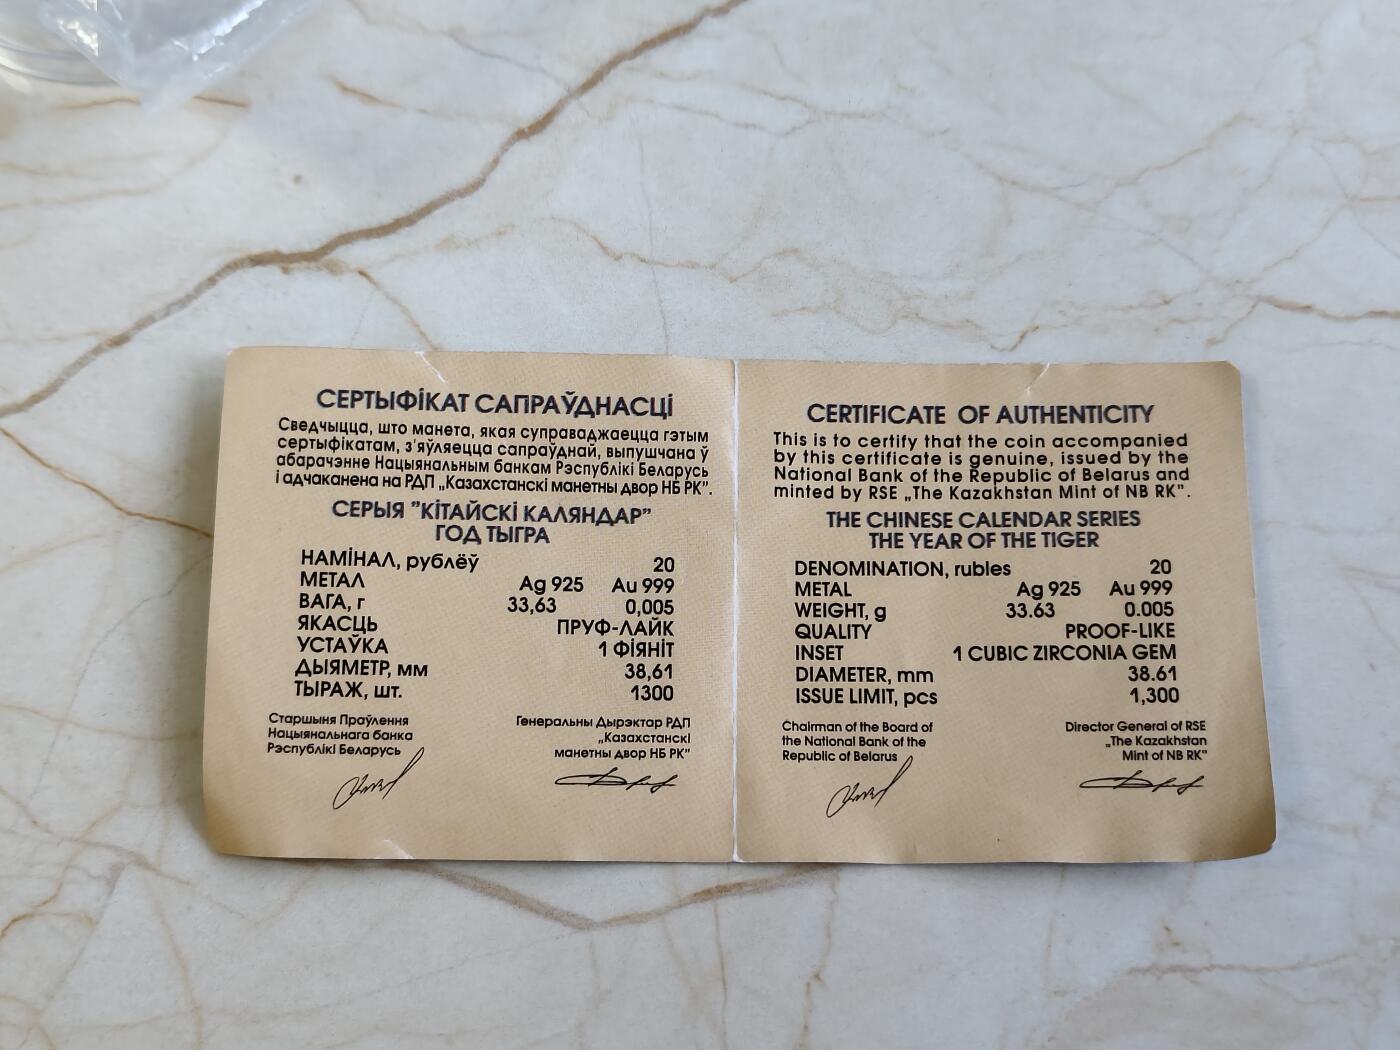 СЕРТЫФІКАТ САПРАЎДНАСЦІ
Сведчыцца, што манета, якая суправаджаецца гэтым
сертыфікатам, з'яўляецца сапраўднай, выпушчана ў
абарачэнне Нацыянальным банкам Рэспублікі Беларусь
і адчаканена на РДП „Казахстанскі манетны двор НБ РК”.
СЕРЫЯ ”КІТАЙСКІ КАЛЯНДАР”
ГОД ТЫГРА
НАМІНАЛ, рублёў 20
МЕТАЛ Ag 925 Au 999
ВАГА, г 33,63 0,005
ЯКАСЦЬ ПРУФ-ЛАЙК
УСТАЎКА 1 ФІЯНІТ
ДЫЯМЕТР, мм 38,61
ТЫРАЖ, шт. 1300
Старшыня Праўлення
Нацыянальнага банка
Рэспублікі Беларусь
Генеральны Дырэктар РДП
„Казахстанскі
манетны двор НБ РК”
CERTIFICATE OF AUTHENTICITY
This is to certify that the coin accompanied
by this certificate is genuine, issued by the
National Bank of the Republic of Belarus and
minted by RSE „The Kazakhstan Mint of NB RK”.
THE CHINESE CALENDAR SERIES
THE YEAR OF THE TIGER
DENOMINATION, rubles 20
METAL Ag 925 Au 999
WEIGHT, g 33.63 0.005
QUALITY PROOF-LIKE
INSET 1 CUBIC ZIRCONIA GEM
DIAMETER, mm 38.61
ISSUE LIMIT, pcs 1,300
Chairman of the Board of
the National Bank of the
Republic of Belarus
Director General of RSE
„The Kazakhstan
Mint of NB RK”